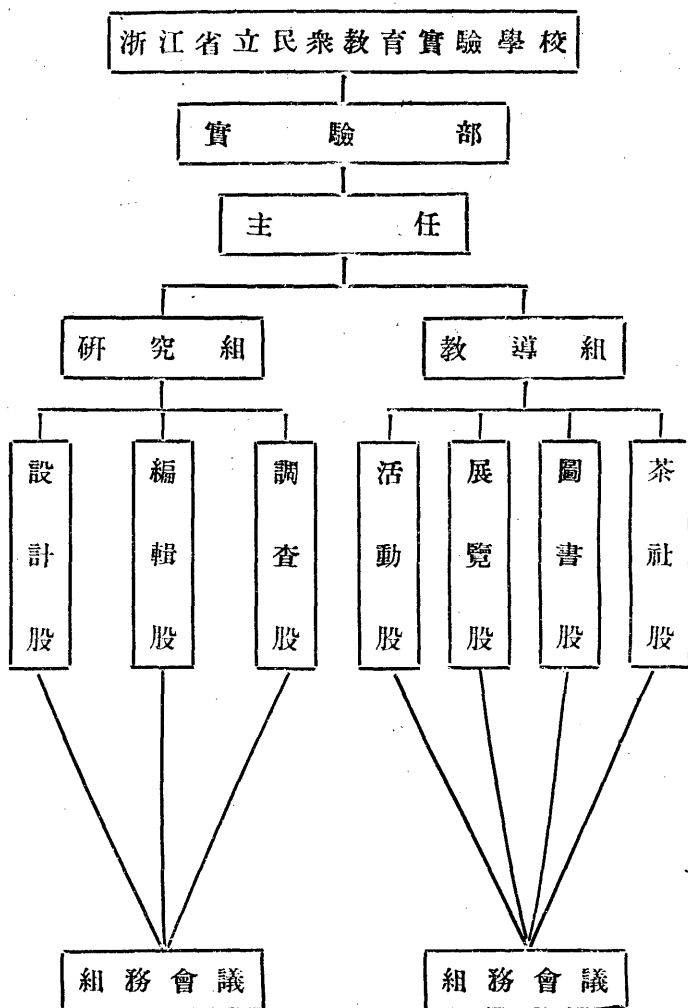 浙江省立民衆教育實驗學校
實驗部
主任
研究組
教導組
設計股
編輯股
調查股
活動股
展覽股
圖書股
茶社股
組務會議
組務會議